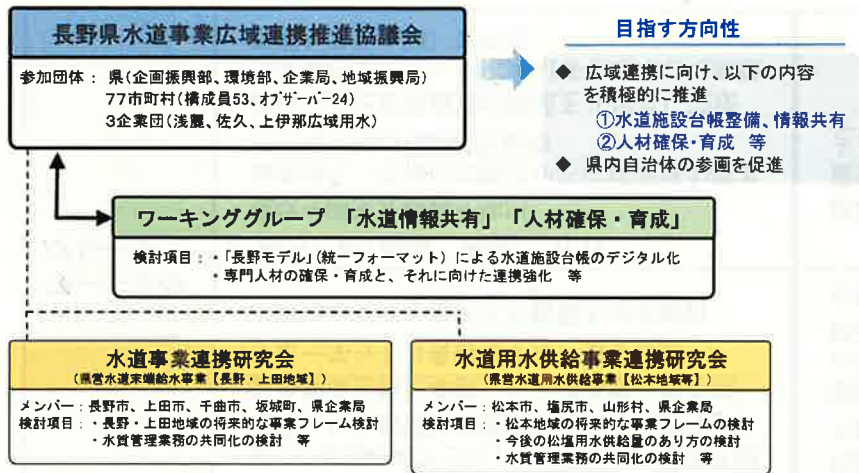 長野県水道事業広域連携推進協議会
参加団体：県(企画振興部、環境部、企業局、地域振興局)
77市町村(構成員53、オブザーバー24)
3企業団(浅麓、佐久、上伊那広域用水)
目指す方向性
◆ 広域連携に向け、以下の内容
を積極的に推進
①水道施設台帳整備、情報共有
②人材確保・育成 等
◆ 県内自治体の参画を促進
ワーキンググループ 「水道情報共有」「人材確保・育成」
検討項目：・「長野モデル」(統一フォーマット) による水道施設台帳のデジタル化
・専門人材の確保・育成と、それに向けた連携強化 等
水道事業連携研究会
(県営水道末端給水事業【長野・上田地域】)
メンバー：長野市、上田市、千曲市、坂城町、県企業局
検討項目：・長野・上田地域の将来的な事業フレーム検討
・水質管理業務の共同化の検討 等
水道用水供給事業連携研究会
(県営水道用水供給事業【松本地域等】)
メンバー：松本市、塩尻市、山形村、県企業局
検討項目：・松本地域の将来的な事業フレームの検討
・今後の松塩用水供給量のあり方の検討
・水質管理業務の共同化の検討 等